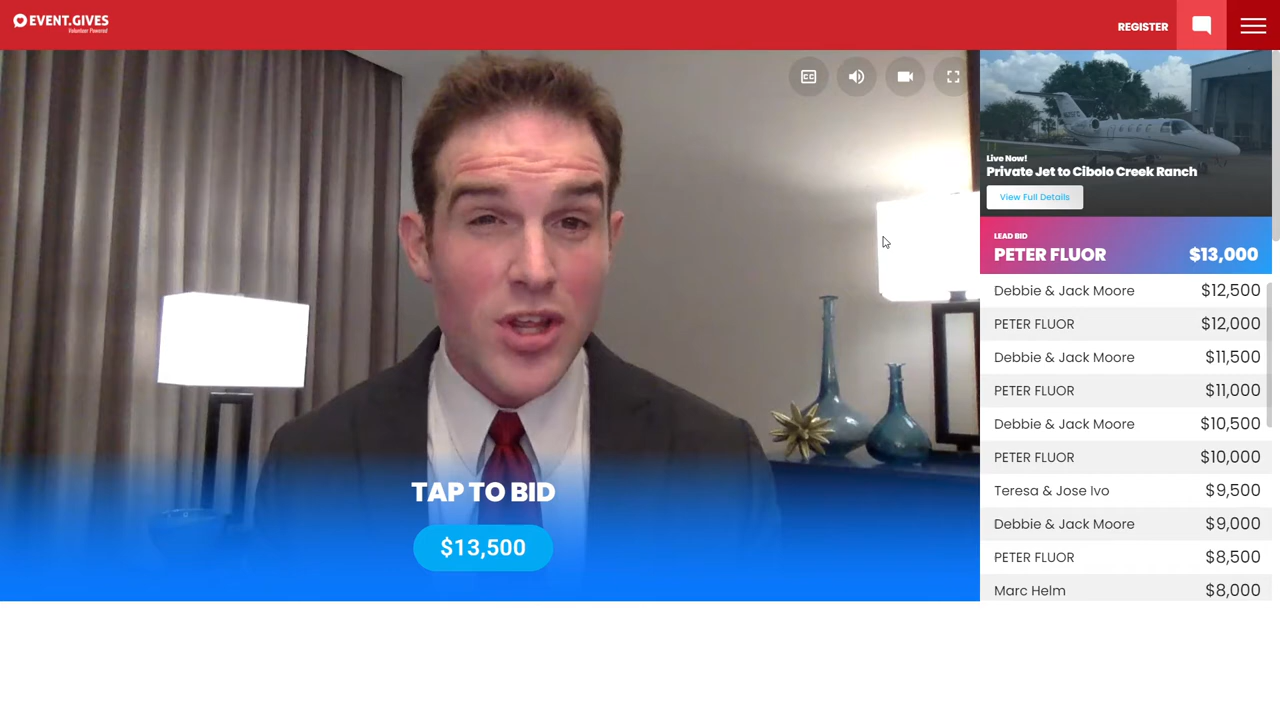 EVENT.GIVES
Volunteer Powered
REGISTER
CC
Live Now!
Private Jet to Cibolo Creek Ranch
View Full Details
LEAD BID
PETER FLUOR $13,000
Debbie & Jack Moore $12,500
PETER FLUOR $12,000
Debbie & Jack Moore $11,500
PETER FLUOR $11,000
Debbie & Jack Moore $10,500
PETER FLUOR $10,000
Teresa & Jose Ivo $9,500
Debbie & Jack Moore $9,000
PETER FLUOR $8,500
Marc Helm $8,000
TAP TO BID
$13,500